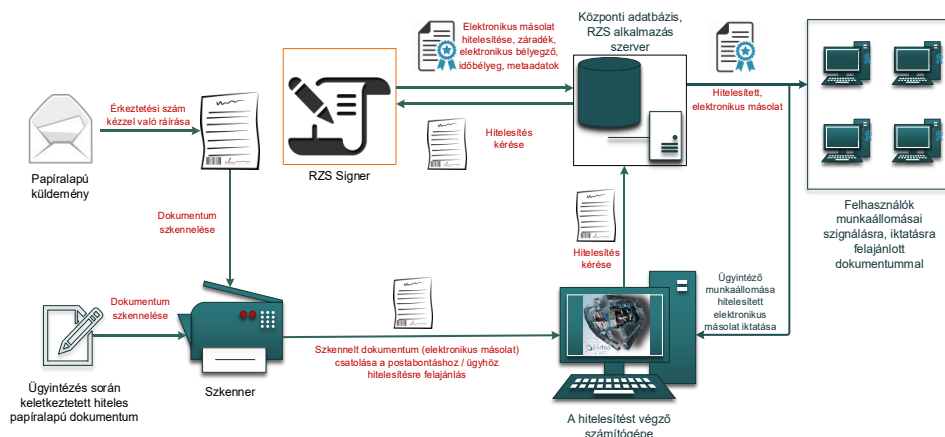 Elektronikus másolat
hitelesítése, záradék,
elektronikus bélyegző,
időbélyeg, metaadatok
Központi adatbázis,
RZS alkalmazás
szerver
Érkeztetési szám
kézzel való ráírása
Hitelesítés
kérése
Hitelesített,
elektronikus másolat
Papíralapú
küldemény
RZS Signer
Felhasználók
munkaállomásai
szignálásra, iktatásra
felajánlott
dokumentummal
Dokumentum
szkennelése
Hitelesítés
kérése
Ügyintéző
munkaállomása
hitelesített
elektronikus
másolat iktatása
Dokumentum
szkennelése
Szkennelt dokumentum (elektronikus másolat)
csatolása a postabontáshoz / ügyhöz
hitelesítésre felajánlás
Ügyintézés során
keletkeztetett hiteles
papíralapú dokumentum
Szkenner
A hitelesítést végző
számítógépe